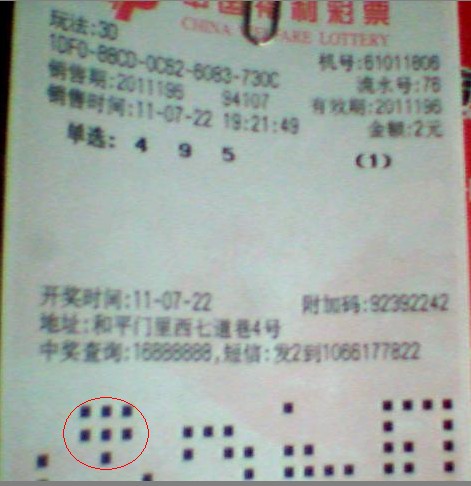 中国福利彩票
CHINA WELFARE LOTTERY
玩法:3D
机号:61011806
1DF0-88CD-0C62-6083-730C
流水号:76
销售期:2011196 94107
有效期:2011196
销售时间:11-07-22 19:21:49
金额:2元
单选: 4 9 5 (1)
开奖时间:11-07-22 附加码:92392242
地址:和平门里西七道巷4号
中奖查询:16888888,短信:发2到1066177822